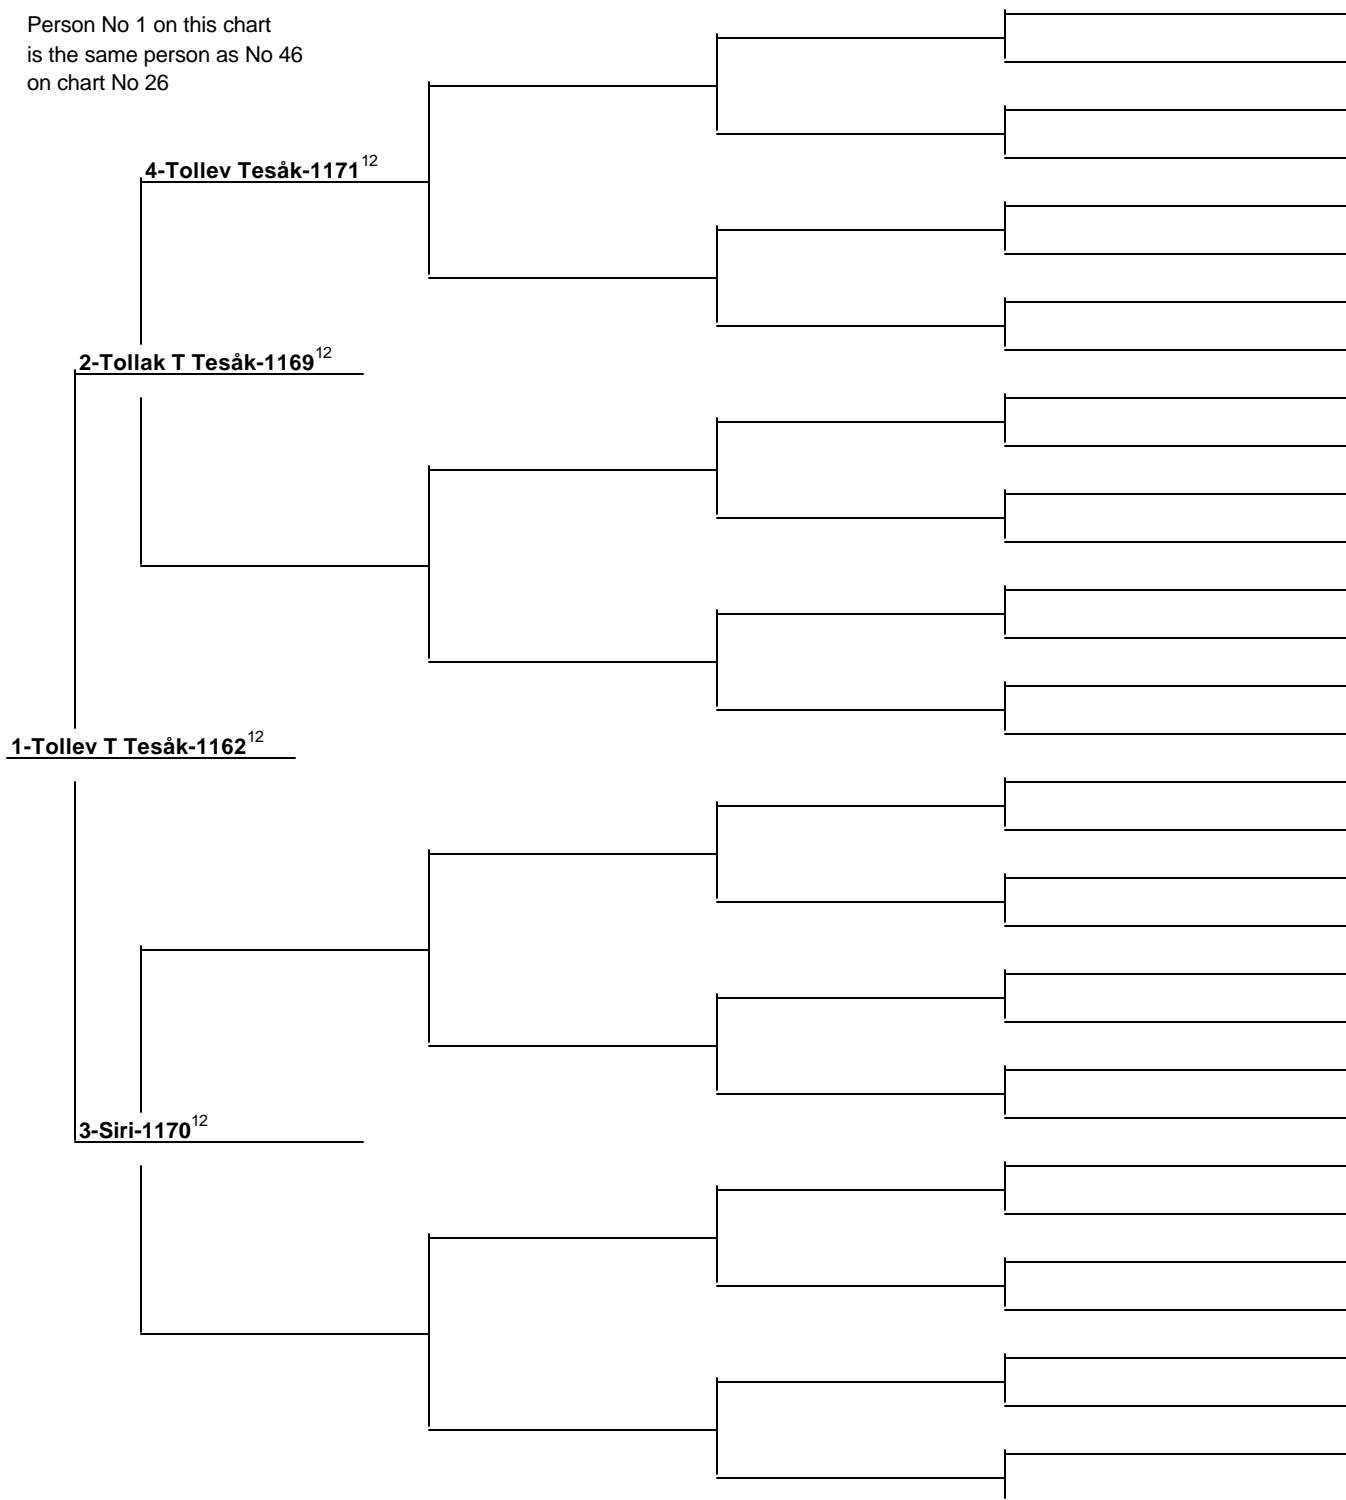 Person No 1 on this chart
is the same person as No 46
on chart No 26
4-Tollev Tesåk-1171¹²
2-Tollak T Tesåk-1169¹²
1-Tollev T Tesåk-1162¹²
3-Siri-1170¹²